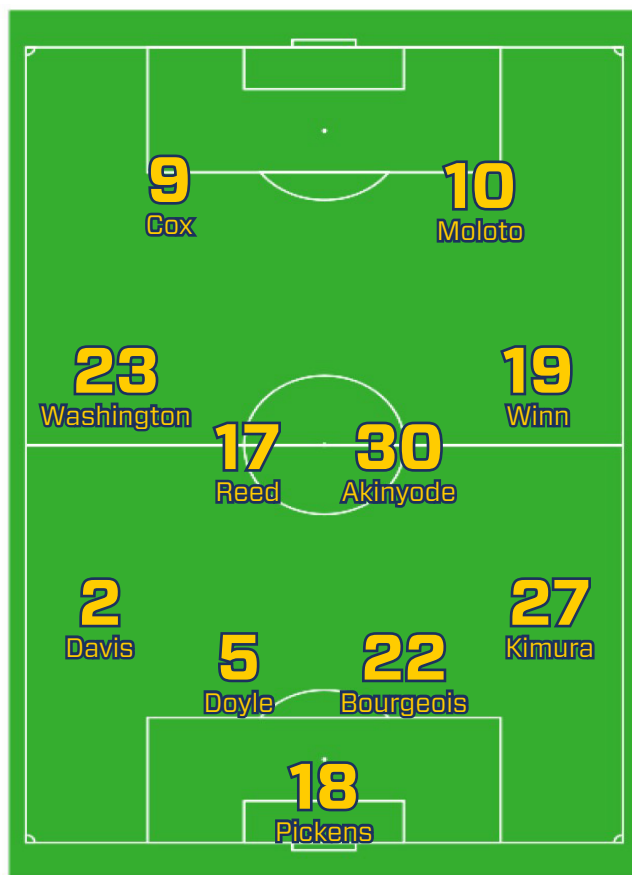 9
Cox
10
Moloto
23
Washington
19
Winn
17
Reed
30
Akinyode
2
Davis
27
Kimura
5
Doyle
22
Bourgeois
18
Pickens